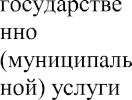 государстве
нно
(муниципаль
ной) услуги